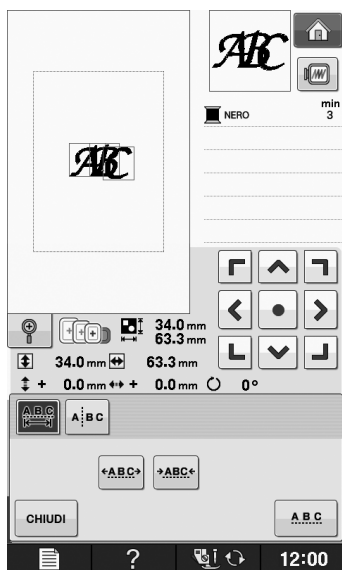 ABC
min
NERO 3
ABC
34.0 mm
63.3 mm
34.0 mm 63.3 mm
+ 0.0 mm + 0.0 mm 0°
ABC A BC
ABC ABC
CHIUDI ABC
? 12:00